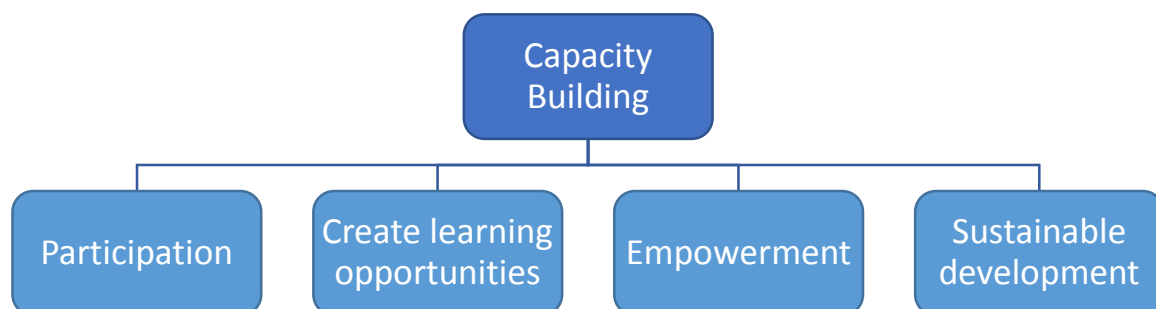 Capacity
Building
Participation
Create learning
opportunities
Empowerment
Sustainable
development